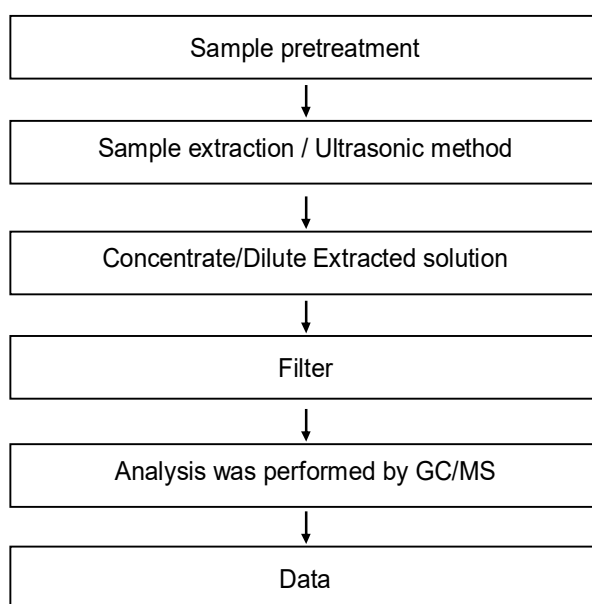 Sample pretreatment
Sample extraction / Ultrasonic method
Concentrate/Dilute Extracted solution
Filter
Analysis was performed by GC/MS
Data